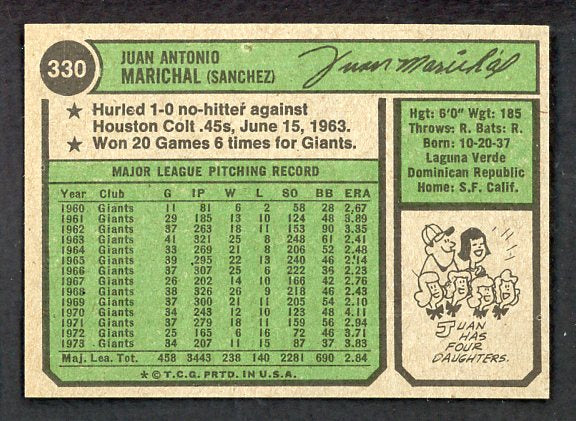 330
JUAN ANTONIO
MARICHAL (SANCHEZ)
Juan Marichal
★ Hurled 1-0 no-hitter against
Houston Colt .45s, June 15, 1963.
★ Won 20 Games 6 times for Giants.
MAJOR LEAGUE PITCHING RECORD
Year Club G IP W L SO BB ERA
1960 Giants 11 81 6 2 58 28 2.67
1961 Giants 29 185 13 10 124 48 3.89
1962 Giants 37 263 18 11 153 90 3.35
1963 Giants 41 321 25 8 248 61 2.41
1964 Giants 33 269 21 8 206 52 2.48
1965 Giants 39 295 22 13 240 46 2.14
1966 Giants 37 307 25 6 222 36 2.23
1967 Giants 26 202 14 10 166 42 2.76
1968 Giants 38 326 26 9 218 46 2.43
1969 Giants 37 300 21 11 205 54 2.10
1970 Giants 34 243 12 10 123 48 4.11
1971 Giants 37 279 18 11 159 56 2.94
1972 Giants 25 165 6 16 72 46 3.71
1973 Giants 34 207 11 15 87 37 3.83
Maj. Lea. Tot. 458 3443 238 140 2281 690 2.84
* © T.C.G. PRTD. IN U.S.A.
Hgt: 6'0" Wgt: 185
Throws: R. Bats: R.
Born: 10-20-37
Laguna Verde
Dominican Republic
Home: S.F. Calif.
JUAN
HAS
FOUR
DAUGHTERS.